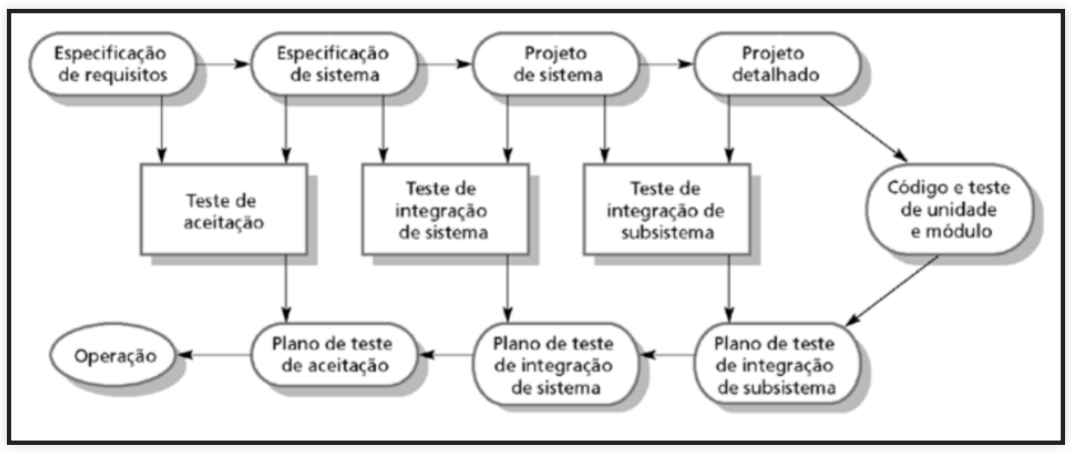 Especificação
de requisitos
Especificação
de sistema
Projeto
de sistema
Projeto
detalhado
Teste de
aceitação
Teste de
integração
de sistema
Teste de
integração de
subsistema
Código e teste
de unidade
e módulo
Operação
Plano de teste
de aceitação
Plano de teste
de integração
de sistema
Plano de teste
de integração
de subsistema